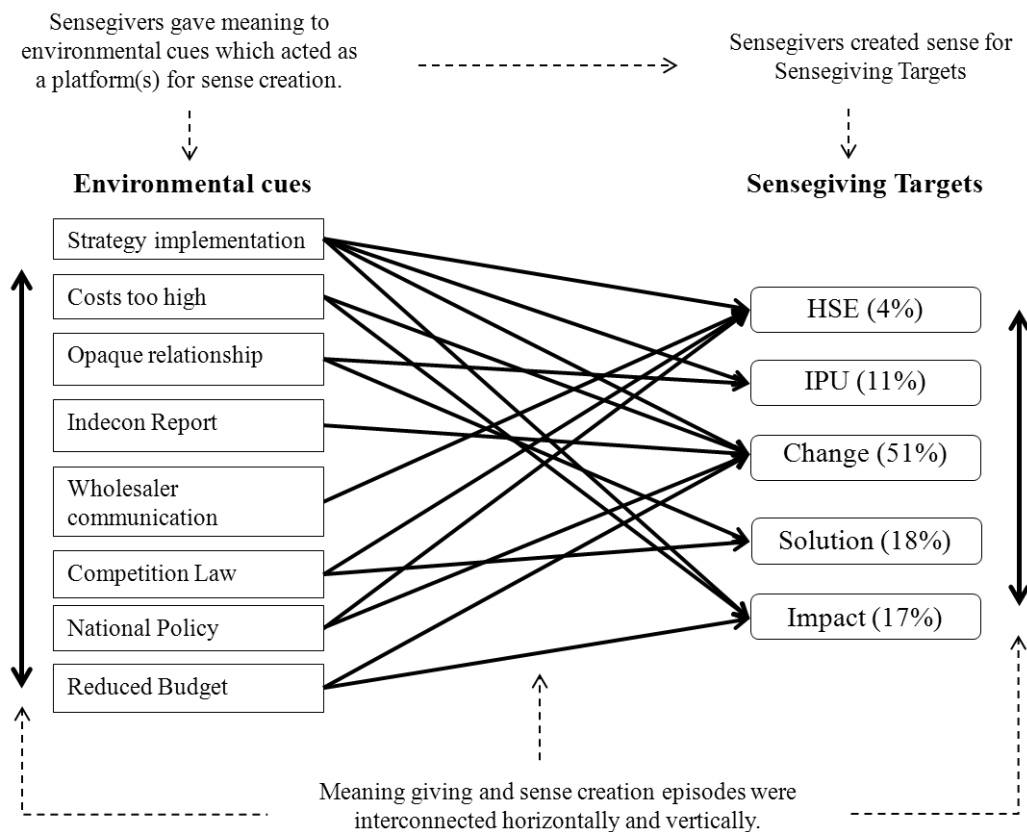 Sensegivers gave meaning to
environmental cues which acted as
a platform(s) for sense creation.
Sensegivers created sense for
Sensegiving Targets
Environmental cues
Sensegiving Targets
Strategy implementation
Costs too high
Opaque relationship
Indecon Report
Wholesaler
communication
Competition Law
National Policy
Reduced Budget
HSE (4%)
IPU (11%)
Change (51%)
Solution (18%)
Impact (17%)
Meaning giving and sense creation episodes were
interconnected horizontally and vertically.